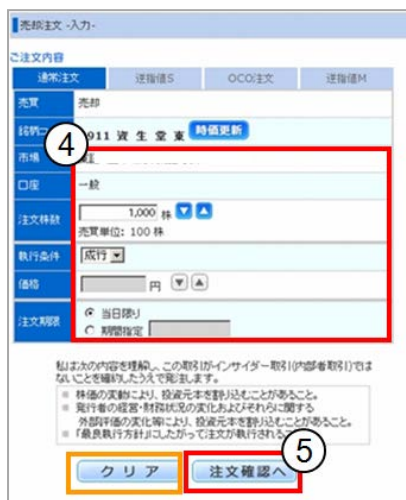 売却注文 -入力-
ご注文内容
通常注文 逆指値S OCO注文 逆指値M
売買 売却
911 資生堂 東 時価更新
④
市場
口座 一般
注文株数 1,000 株
売買単位: 100 株
執行条件 成行
価格 円
注文期限 当日限り
期間指定
私は次の内容を理解し、この取引がインサイダー取引(内部者取引)では
ないことを確約したうえで発注します。
株価の変動により、投資元本を割り込むことがあること。
発行者の経営・財務状況の変化およびそれらに関する
外部評価の変化等により、投資元本を割り込むことがあること。
「最良執行方針」にしたがって注文が執行される
⑤
クリア 注文確認へ